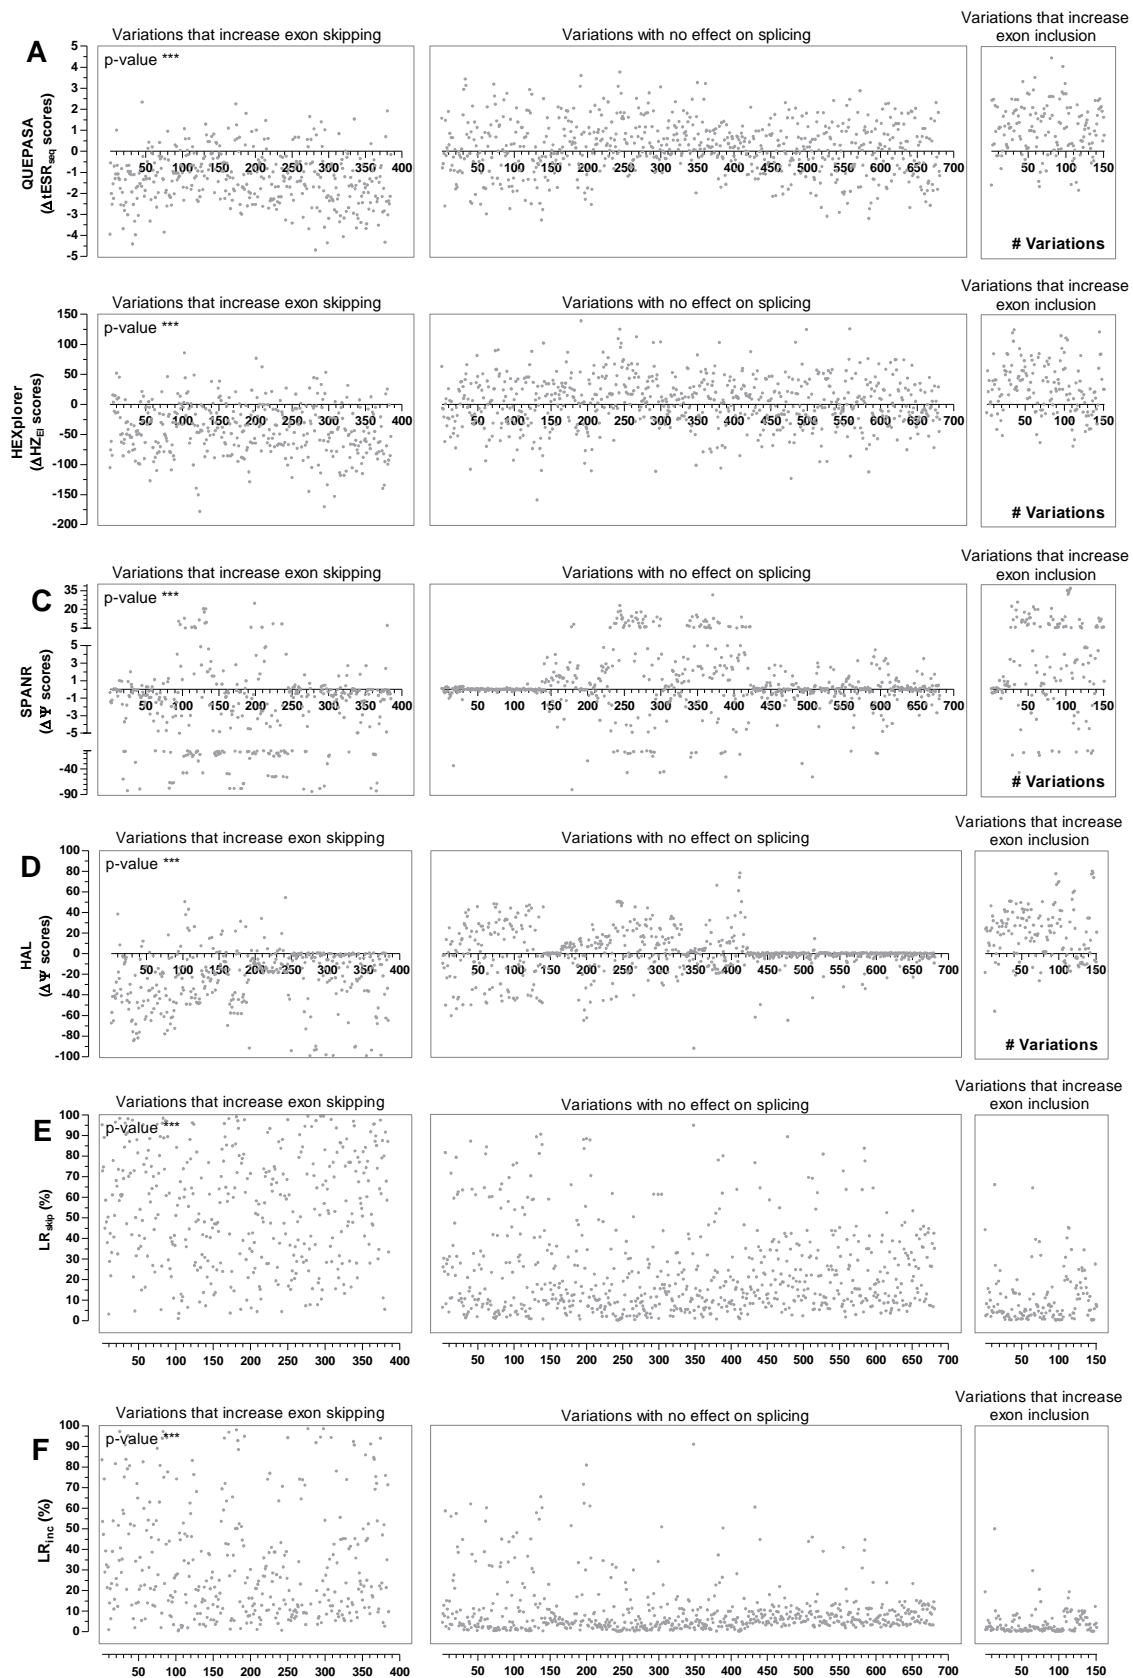 Variations that increase exon skipping
Variations with no effect on splicing
Variations that increase
exon inclusion
A
p-value ***
QUEPASA
(ΔtESRseq scores)
5
4
3
2
1
0
-1
-2
-3
-4
-5
50 100 150 200 250 300 350 400
50 100 150 200 250 300 350 400 450 500 550 600 650 700
50 100 150
# Variations
Variations that increase exon skipping
Variations with no effect on splicing
Variations that increase
exon inclusion
p-value ***
HEXplorer
(ΔHZEI scores)
150
100
50
0
-50
-100
-150
-200
50 100 150 200 250 300 350 400
50 100 150 200 250 300 350 400 450 500 550 600 650 700
50 100 150
# Variations
Variations that increase exon skipping
Variations with no effect on splicing
Variations that increase
exon inclusion
C
p-value ***
SPANR
(ΔΨ scores)
35
20
5
5
3
1
-1
-3
-5
-40
-90
50 100 150 200 250 300 350 400
50 100 150 200 250 300 350 400 450 500 550 600 650 700
50 100 150
# Variations
Variations that increase exon skipping
Variations with no effect on splicing
Variations that increase
exon inclusion
D
p-value ***
HAL
(ΔΨ scores)
100
80
60
40
20
0
-20
-40
-60
-80
-100
50 100 150 200 250 300 350 400
50 100 150 200 250 300 350 400 450 500 550 600 650 700
50 100 150
# Variations
Variations that increase exon skipping
Variations with no effect on splicing
Variations that increase
exon inclusion
E
p-value ***
LRskip (%)
100
90
80
70
60
50
40
30
20
10
0
50 100 150 200 250 300 350 400
50 100 150 200 250 300 350 400 450 500 550 600 650 700
50 100 150
Variations that increase exon skipping
Variations with no effect on splicing
Variations that increase
exon inclusion
F
p-value ***
LRinc (%)
100
90
80
70
60
50
40
30
20
10
0
50 100 150 200 250 300 350 400
50 100 150 200 250 300 350 400 450 500 550 600 650 700
50 100 150